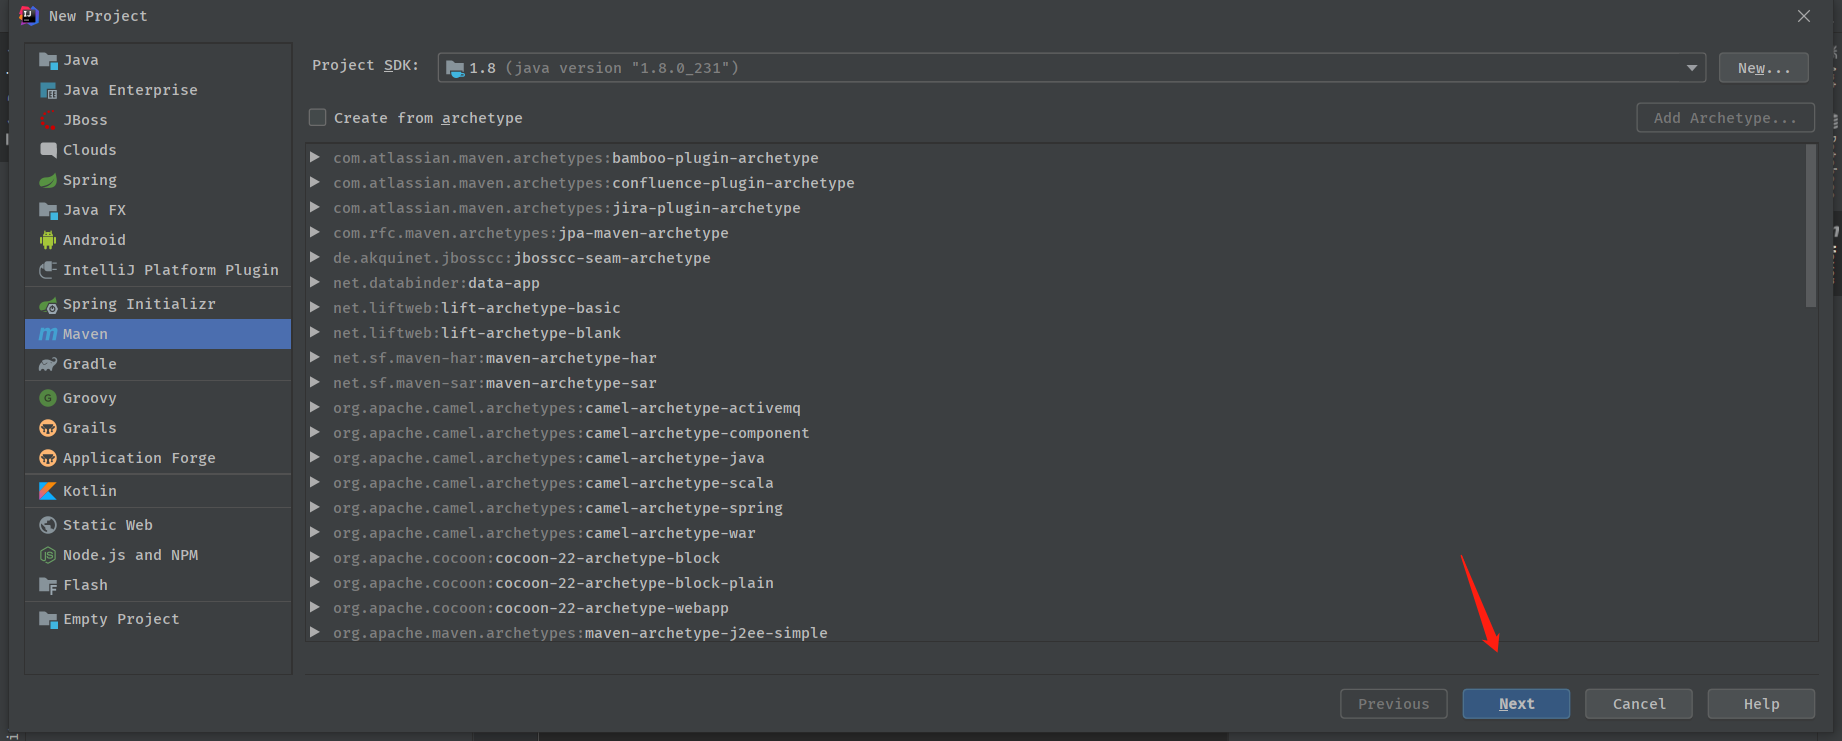 New Project
Java
Java Enterprise
JBoss
Clouds
Spring
Java FX
Android
IntelliJ Platform Plugin
Spring Initializr
Maven
Gradle
Groovy
Grails
Application Forge
Kotlin
Static Web
Node.js and NPM
Flash
Empty Project
Project SDK: 1.8 (java version "1.8.0_231") New...
Create from archetype Add Archetype...
com.atlassian.maven.archetypes:bamboo-plugin-archetype
com.atlassian.maven.archetypes:confluence-plugin-archetype
com.atlassian.maven.archetypes:jira-plugin-archetype
com.rfc.maven.archetypes:jpa-maven-archetype
de.akquinet.jbosscc:jbosscc-seam-archetype
net.databinder:data-app
net.liftweb:lift-archetype-basic
net.liftweb:lift-archetype-blank
net.sf.maven-har:maven-archetype-har
net.sf.maven-sar:maven-archetype-sar
org.apache.camel.archetypes:camel-archetype-activemq
org.apache.camel.archetypes:camel-archetype-component
org.apache.camel.archetypes:camel-archetype-java
org.apache.camel.archetypes:camel-archetype-scala
org.apache.camel.archetypes:camel-archetype-spring
org.apache.camel.archetypes:camel-archetype-war
org.apache.cocoon:cocoon-22-archetype-block
org.apache.cocoon:cocoon-22-archetype-block-plain
org.apache.cocoon:cocoon-22-archetype-webapp
org.apache.maven.archetypes:maven-archetype-j2ee-simple
Previous Next Cancel Help